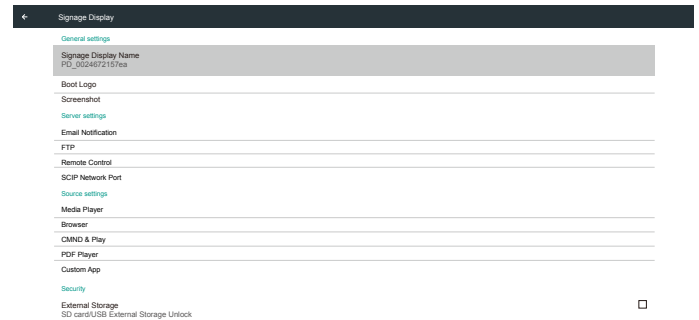 Signage Display
General settings
Signage Display Name
PD_0024672157ea
Boot Logo
Screenshot
Server settings
Email Notification
FTP
Remote Control
SCIP Network Port
Source settings
Media Player
Browser
CMND & Play
PDF Player
Custom App
Security
External Storage
SD card/USB External Storage Unlock